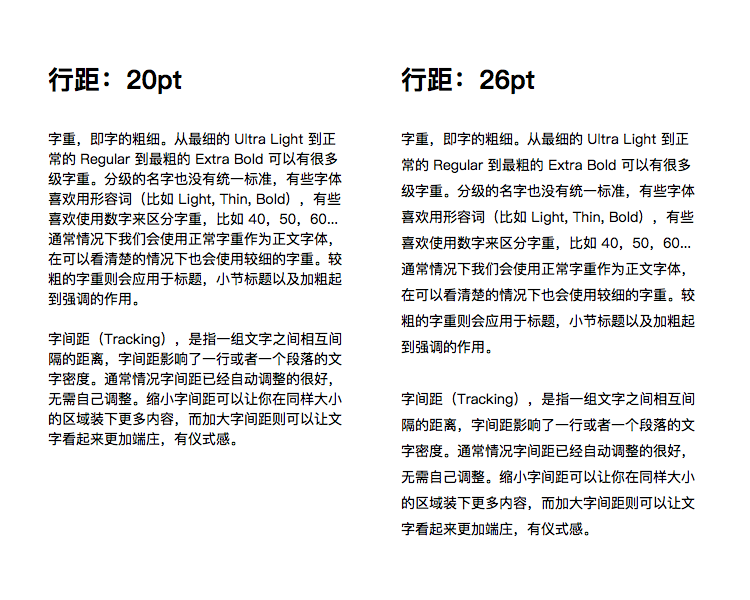 行距：20pt
字重，即字的粗细。从最细的 Ultra Light 到正
常的 Regular 到最粗的 Extra Bold 可以有很多
级字重。分级的名字也没有统一标准，有些字体
喜欢用形容词（比如 Light, Thin, Bold），有些
喜欢使用数字来区分字重，比如 40，50，60...
通常情况下我们会使用正常字重作为正文字体，
在可以看清楚的情况下也会使用较细的字重。较
粗的字重则会应用于标题，小节标题以及加粗起
到强调的作用。
字间距（Tracking），是指一组文字之间相互间
隔的距离，字间距影响了一行或者一个段落的文
字密度。通常情况字间距已经自动调整的很好，
无需自己调整。缩小字间距可以让你在同样大小
的区域装下更多内容，而加大字间距则可以让文
字看起来更加端庄，有仪式感。
行距：26pt
字重，即字的粗细。从最细的 Ultra Light 到正
常的 Regular 到最粗的 Extra Bold 可以有很多
级字重。分级的名字也没有统一标准，有些字体
喜欢用形容词（比如 Light, Thin, Bold），有些
喜欢使用数字来区分字重，比如 40，50，60...
通常情况下我们会使用正常字重作为正文字体，
在可以看清楚的情况下也会使用较细的字重。较
粗的字重则会应用于标题，小节标题以及加粗起
到强调的作用。
字间距（Tracking），是指一组文字之间相互间
隔的距离，字间距影响了一行或者一个段落的文
字密度。通常情况字间距已经自动调整的很好，
无需自己调整。缩小字间距可以让你在同样大小
的区域装下更多内容，而加大字间距则可以让文
字看起来更加端庄，有仪式感。